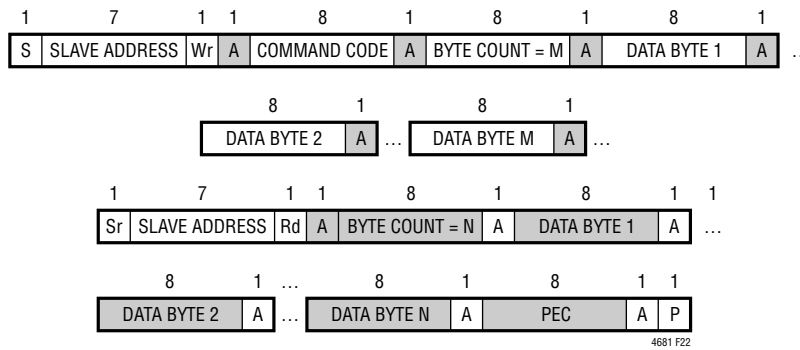 1 7 1 1 8 1 8 1 8 1
S SLAVE ADDRESS Wr A COMMAND CODE A BYTE COUNT = M A DATA BYTE 1 A …
8 1 8 1
DATA BYTE 2 A … DATA BYTE M A …
1 7 1 1 8 1 8 1 1
Sr SLAVE ADDRESS Rd A BYTE COUNT = N A DATA BYTE 1 A …
8 1 … 8 1 8 1 1
DATA BYTE 2 A … DATA BYTE N A PEC A P
4681 F22